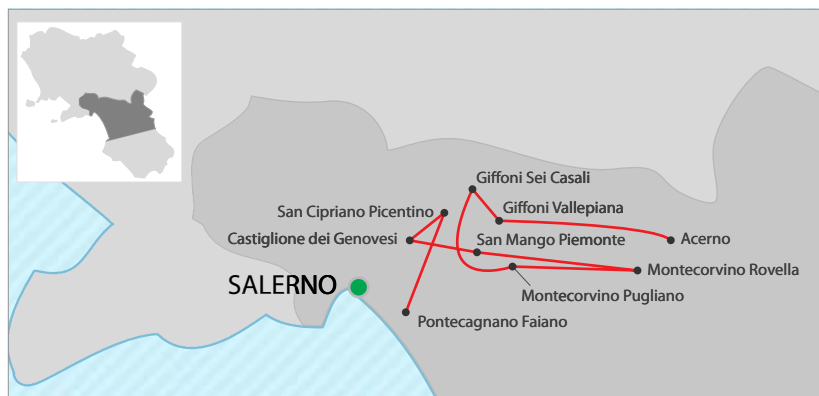 Giffoni Sei Casali
San Cipriano Picentino
Giffoni Vallepiana
Castiglione dei Genovesi
San Mango Piemonte
Acerno
Montecorvino Rovella
SALERNO
Montecorvino Pugliano
Pontecagnano Faiano